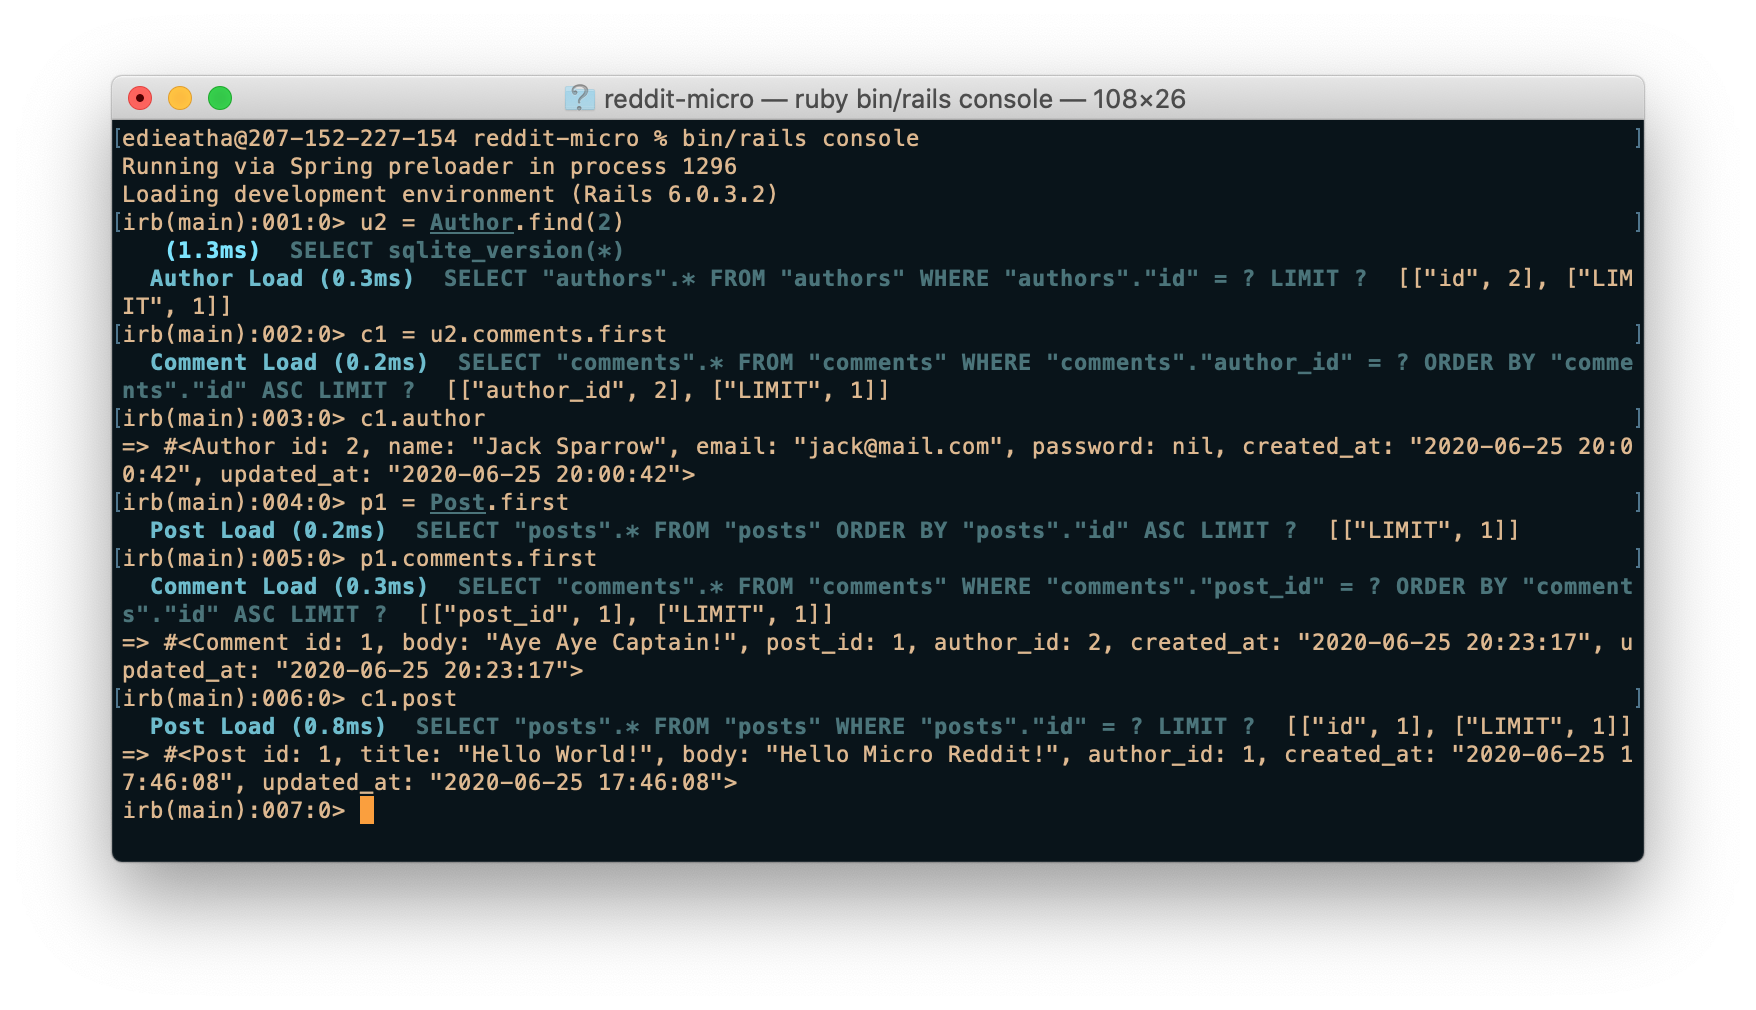 reddit-micro — ruby bin/rails console — 108×26
[edieatha@207-152-227-154 reddit-micro % bin/rails console ]
Running via Spring preloader in process 1296
Loading development environment (Rails 6.0.3.2)
[irb(main):001:0> u2 = Author.find(2) ]
   (1.3ms)  SELECT sqlite_version(*)
  Author Load (0.3ms)  SELECT "authors".* FROM "authors" WHERE "authors"."id" = ? LIMIT ?  [["id", 2], ["LIM
IT", 1]]
[irb(main):002:0> c1 = u2.comments.first ]
  Comment Load (0.2ms)  SELECT "comments".* FROM "comments" WHERE "comments"."author_id" = ? ORDER BY "comme
nts"."id" ASC LIMIT ?  [["author_id", 2], ["LIMIT", 1]]
[irb(main):003:0> c1.author ]
=> #<Author id: 2, name: "Jack Sparrow", email: "jack@mail.com", password: nil, created_at: "2020-06-25 20:0
0:42", updated_at: "2020-06-25 20:00:42">
[irb(main):004:0> p1 = Post.first ]
  Post Load (0.2ms)  SELECT "posts".* FROM "posts" ORDER BY "posts"."id" ASC LIMIT ?  [["LIMIT", 1]]
[irb(main):005:0> p1.comments.first ]
  Comment Load (0.3ms)  SELECT "comments".* FROM "comments" WHERE "comments"."post_id" = ? ORDER BY "comment
s"."id" ASC LIMIT ?  [["post_id", 1], ["LIMIT", 1]]
=> #<Comment id: 1, body: "Aye Aye Captain!", post_id: 1, author_id: 2, created_at: "2020-06-25 20:23:17", u
pdated_at: "2020-06-25 20:23:17">
[irb(main):006:0> c1.post ]
  Post Load (0.8ms)  SELECT "posts".* FROM "posts" WHERE "posts"."id" = ? LIMIT ?  [["id", 1], ["LIMIT", 1]]
=> #<Post id: 1, title: "Hello World!", body: "Hello Micro Reddit!", author_id: 1, created_at: "2020-06-25 1
7:46:08", updated_at: "2020-06-25 17:46:08">
irb(main):007:0>